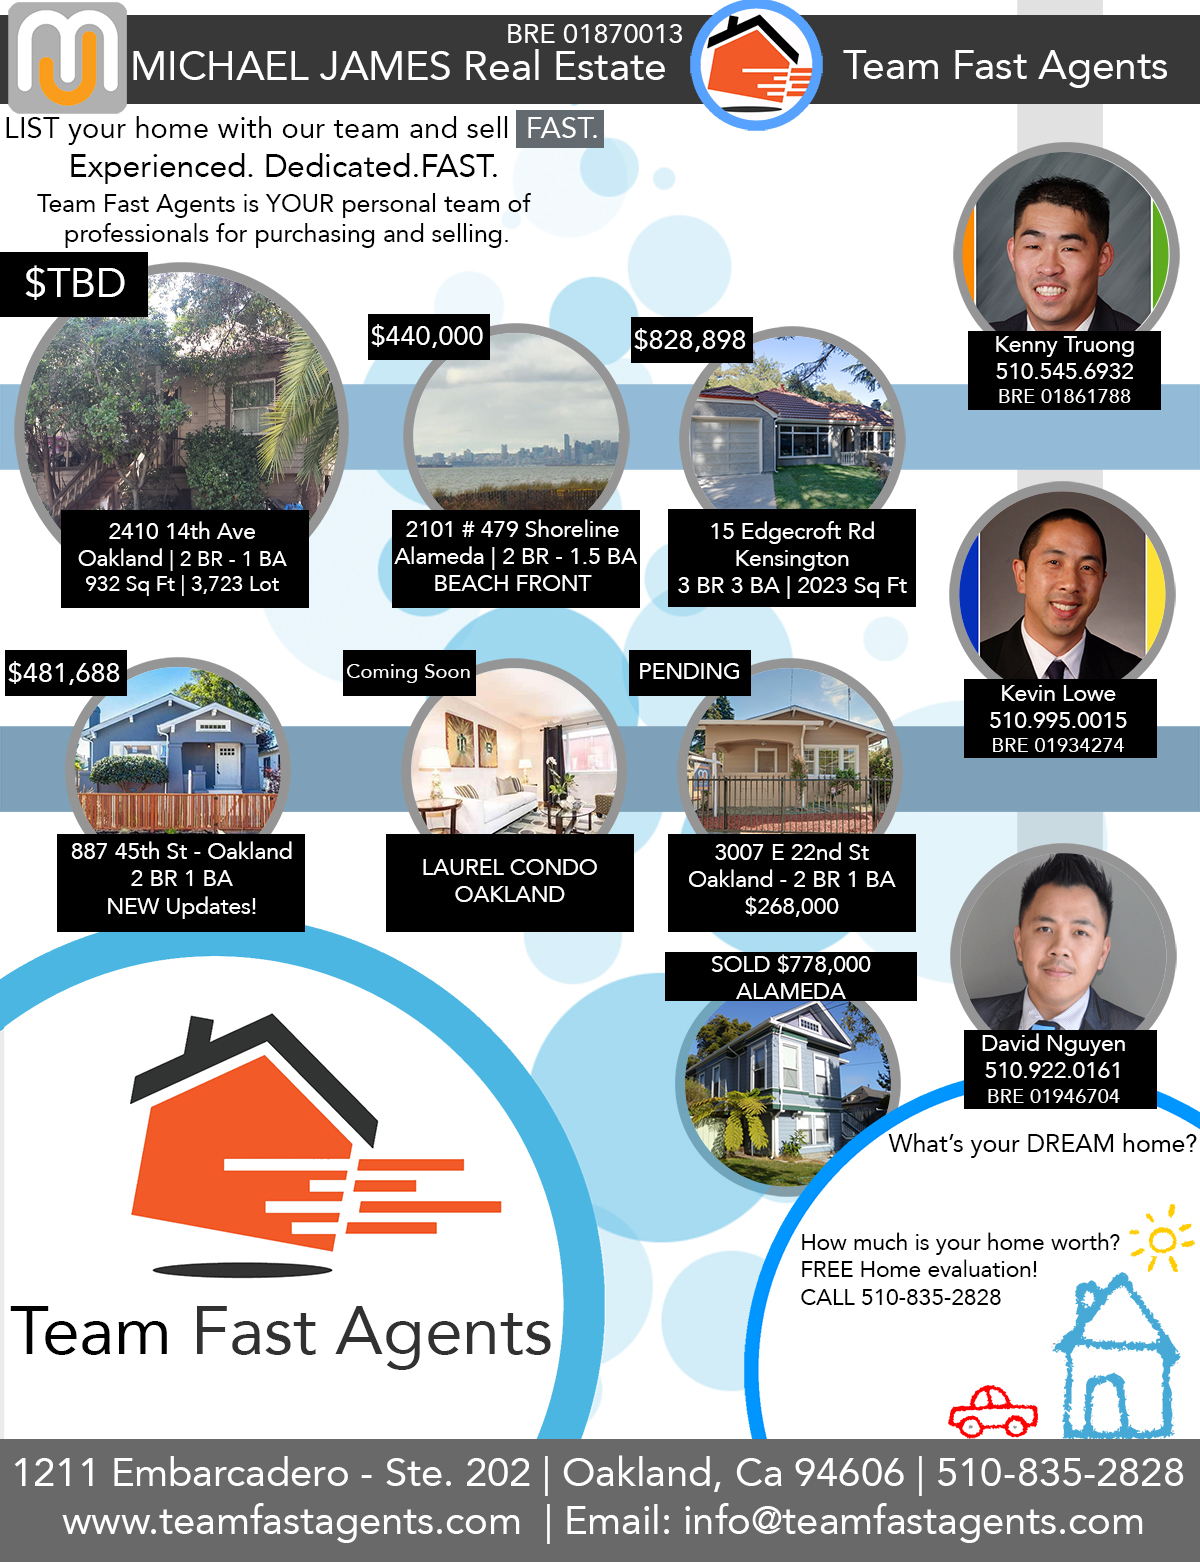 BRE 01870013
MICHAEL JAMES Real Estate
Team Fast Agents
LIST your home with our team and sell FAST.
Experienced. Dedicated.FAST.
Team Fast Agents is YOUR personal team of
professionals for purchasing and selling.
$TBD
2410 14th Ave
Oakland | 2 BR - 1 BA
932 Sq Ft | 3,723 Lot
$440,000
2101 # 479 Shoreline
Alameda | 2 BR - 1.5 BA
BEACH FRONT
$828,898
15 Edgecroft Rd
Kensington
3 BR 3 BA | 2023 Sq Ft
Kenny Truong
510.545.6932
BRE 01861788
Kevin Lowe
510.995.0015
BRE 01934274
$481,688
887 45th St - Oakland
2 BR 1 BA
NEW Updates!
Coming Soon
LAUREL CONDO
OAKLAND
PENDING
3007 E 22nd St
Oakland - 2 BR 1 BA
$268,000
SOLD $778,000
ALAMEDA
David Nguyen
510.922.0161
BRE 01946704
Team Fast Agents
What's your DREAM home?
How much is your home worth?
FREE Home evaluation!
CALL 510-835-2828
1211 Embarcadero - Ste. 202 | Oakland, Ca 94606 | 510-835-2828
www.teamfastagents.com | Email: info@teamfastagents.com